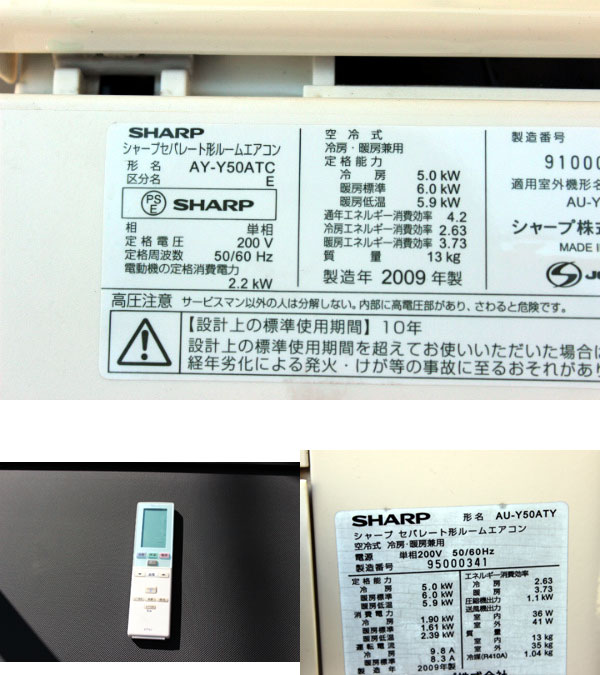 SHARP
シャープセパレート形ルームエアコン
形 名 AY-Y50ATC
区分名 E
PS
E SHARP
相 単相
定格電圧 200 V
定格周波数 50/60 Hz
電動機の定格消費電力
2.2 kW
空 冷 式
冷房・暖房兼用
定格能力
冷 房 5.0 kW
暖房標準 6.0 kW
暖房低温 5.9 kW
通年エネルギー消費効率 4.2
冷房エネルギー消費効率 2.63
暖房エネルギー消費効率 3.73
質 量 13 kg
製造年 2009 年製
製造番号
91000
適用室外機形名
AU-Y
シャープ株式
MADE I
高圧注意 サービスマン以外の人は分解しない。内部に高電圧部があり、さわると危険です。
【設計上の標準使用期間】10年
設計上の標準使用期間を超えてお使いいただいた場合は
経年劣化による発火・けが等の事故に至るおそれがあり
SHARP 形名 AU-Y50ATY
シャープ セパレート形ルームエアコン
空冷式 冷房・暖房兼用
電源 単相200V 50/60Hz
製造番号 95000341
定格能力
冷 房 5.0 kW
暖房標準 6.0 kW
暖房低温 5.9 kW
消費電力
冷 房 1.90 kW
暖房標準 1.61 kW
暖房低温 2.39 kW
運転電流
冷 房 9.8 A
暖房標準 8.3 A
製 造 年 2009年製
エネルギー消費効率
冷 房 2.63
暖 房 3.73
圧縮機出力 1.1 kW
送風機出力
室 内 36 W
室 外 41 W
質 量
室 内 13 kg
室 外 35 kg
冷媒(R410A) 1.04 kg
株式会社